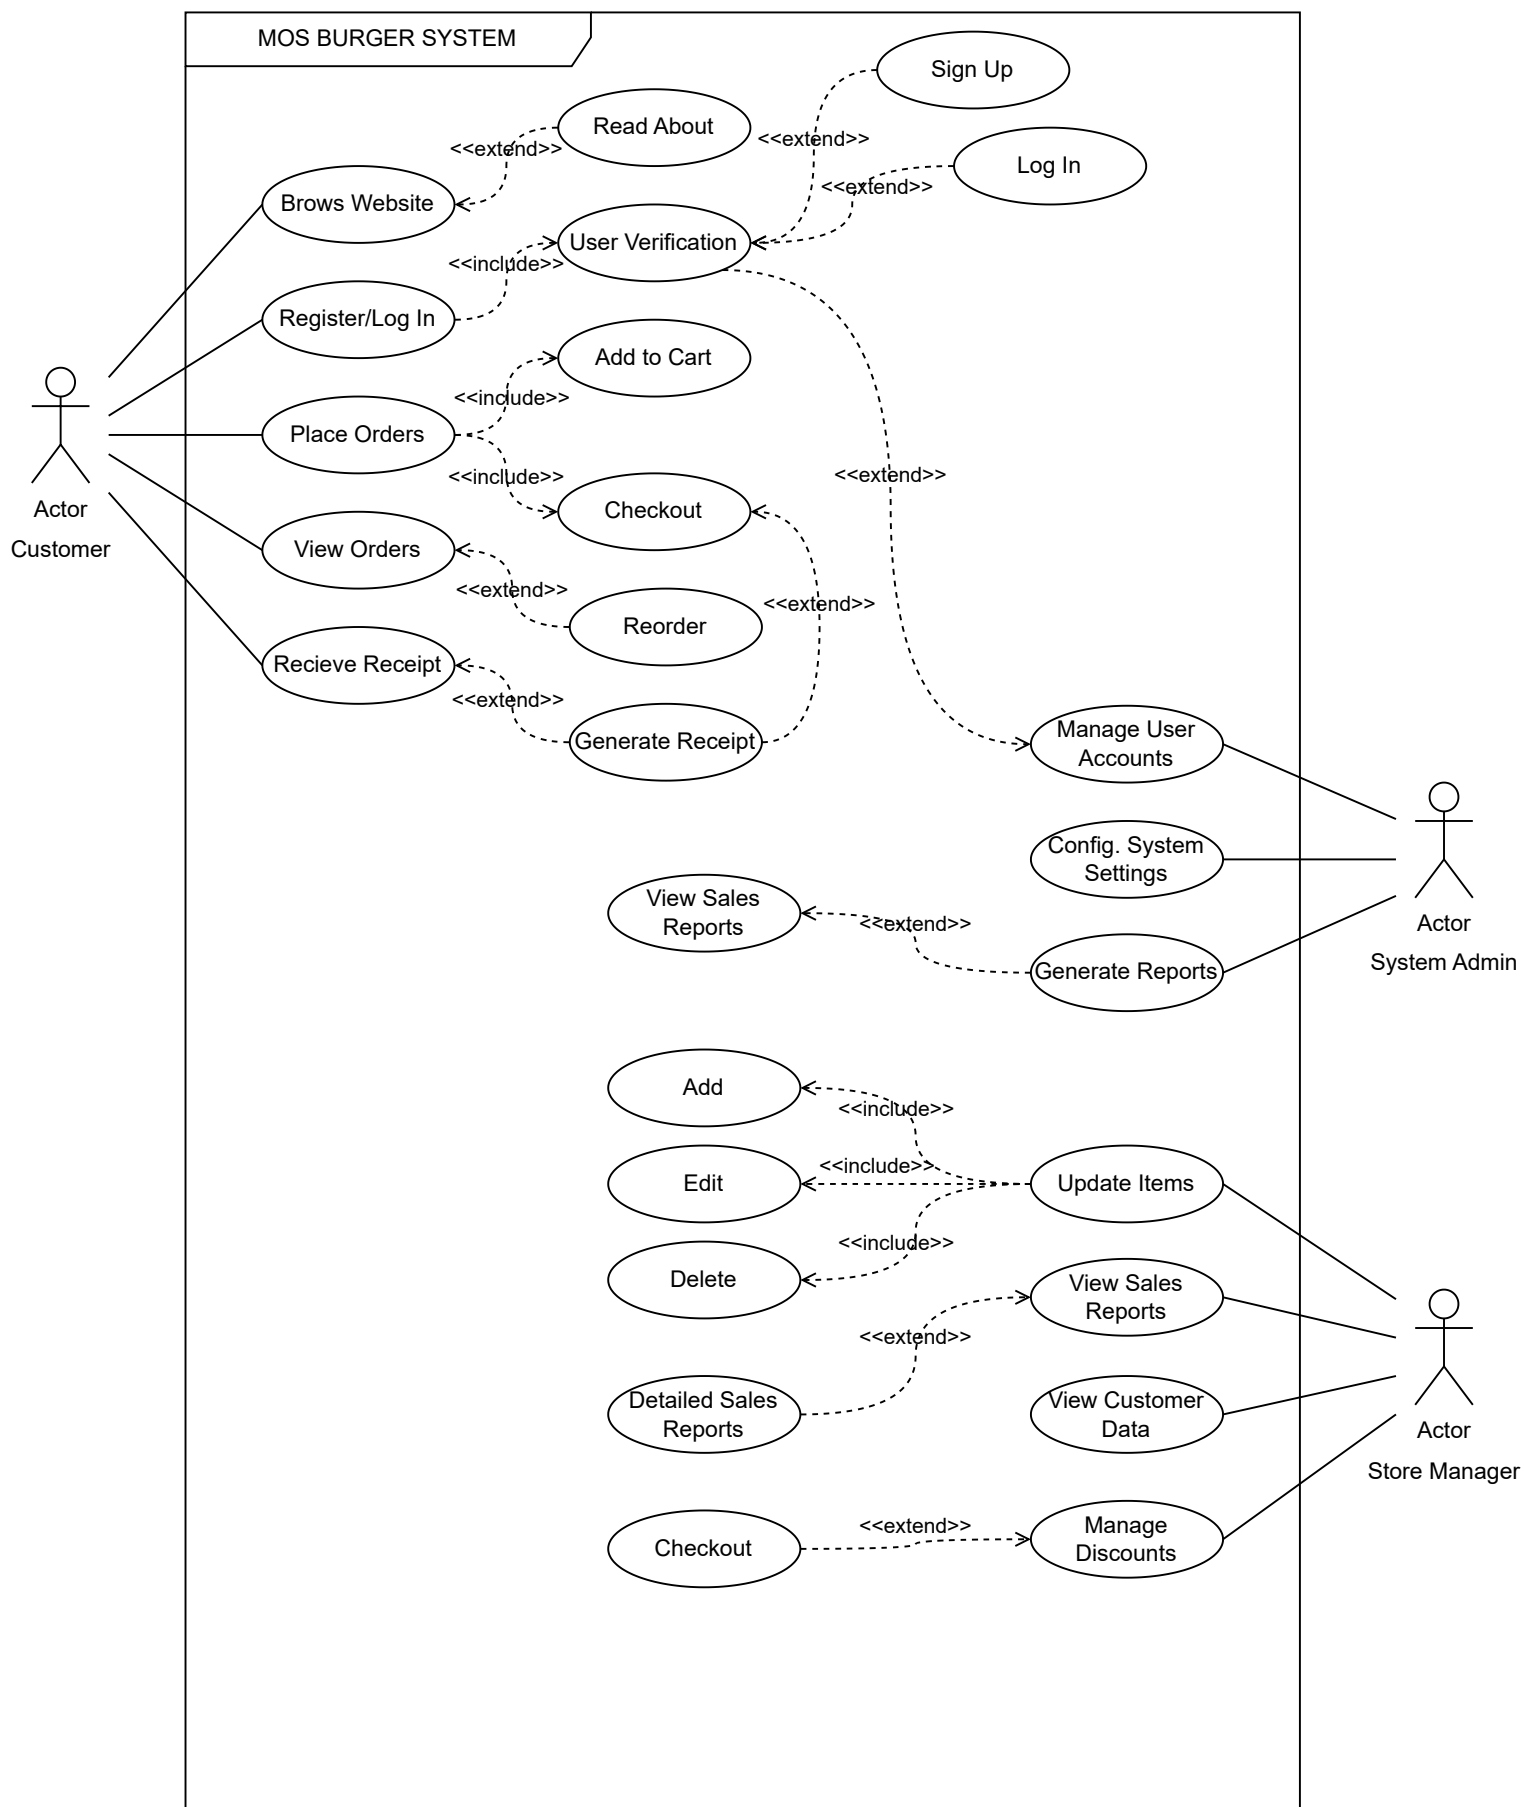 MOS BURGER SYSTEM
Sign Up
Read About
<<extend>>
<<extend>>
Log In
<<extend>>
Brows Website
User Verification
<<include>>
Register/Log In
Add to Cart
<<include>>
Place Orders
<<include>>
<<extend>>
Checkout
Actor
Customer
View Orders
<<extend>>
<<extend>>
Reorder
Recieve Receipt
<<extend>>
Generate Receipt
Manage User
Accounts
Config. System
Settings
View Sales
Reports
<<extend>>
Generate Reports
Actor
System Admin
Add
<<include>>
<<include>>
Edit
Update Items
<<include>>
Delete
View Sales
Reports
<<extend>>
Detailed Sales
Reports
View Customer
Data
Actor
Store Manager
<<extend>>
Checkout
Manage
Discounts